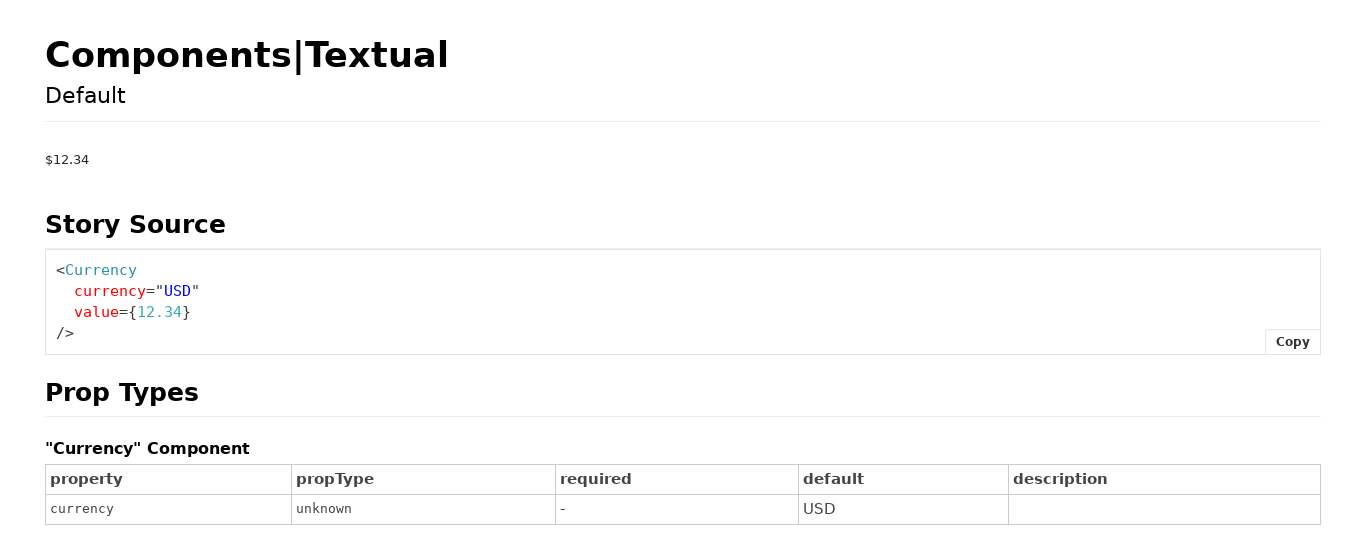 Components|Textual
Default
$12.34
Story Source
<Currency
  currency="USD"
  value={12.34}
/>
Copy
Prop Types
"Currency" Component
property propType required default description
currency unknown - USD